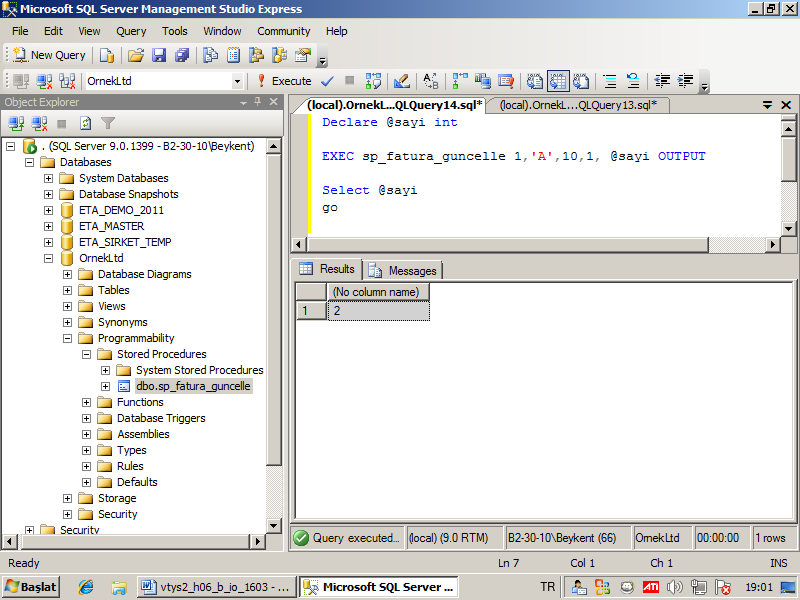 Microsoft SQL Server Management Studio Express
File Edit View Query Tools Window Community Help
New Query
OrnekLtd Execute
Object Explorer
(local).OrnekL...QLQuery14.sql* (local).OrnekL...QLQuery13.sql*
. (SQL Server 9.0.1399 - B2-30-10\Beykent)
Databases
System Databases
Database Snapshots
ETA_DEMO_2011
ETA_MASTER
ETA_SIRKET_TEMP
OrnekLtd
Database Diagrams
Tables
Views
Synonyms
Programmability
Stored Procedures
System Stored Procedures
dbo.sp_fatura_guncelle
Functions
Database Triggers
Assemblies
Types
Rules
Defaults
Storage
Security
Security
Declare @sayi int
EXEC sp_fatura_guncelle 1,'A',10,1, @sayi OUTPUT
Select @sayi
go
Results Messages
(No column name)
1 2
Query executed... (local) (9.0 RTM) B2-30-10\Beykent (66) OrnekLtd 00:00:00 1 rows
Ready Ln 7 Col 1 Ch 1 INS
Başlat vtys2_h06_b_io_1603 - ... Microsoft SQL Server ... TR ATI 19:01